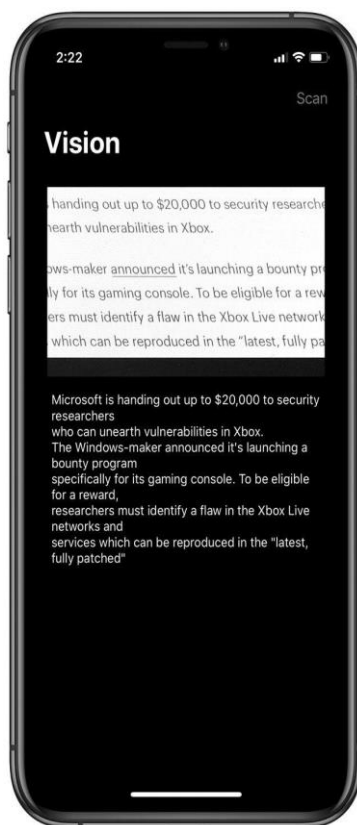 2:22
Scan
Vision
handing out up to $20,000 to security researche
earth vulnerabilities in Xbox.
ows-maker announced it's launching a bounty pr
ly for its gaming console. To be eligible for a rew
ers must identify a flaw in the Xbox Live network
which can be reproduced in the "latest, fully pa
Microsoft is handing out up to $20,000 to security
researchers
who can unearth vulnerabilities in Xbox.
The Windows-maker announced it's launching a
bounty program
specifically for its gaming console. To be eligible
for a reward,
researchers must identify a flaw in the Xbox Live
networks and
services which can be reproduced in the "latest,
fully patched"